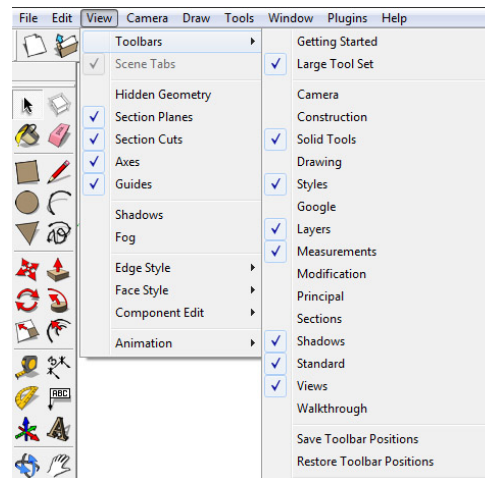 File Edit View Camera Draw Tools Window Plugins Help
Toolbars
Scene Tabs
Hidden Geometry
Section Planes
Section Cuts
Axes
Guides
Shadows
Fog
Edge Style
Face Style
Component Edit
Animation
Getting Started
Large Tool Set
Camera
Construction
Solid Tools
Drawing
Styles
Google
Layers
Measurements
Modification
Principal
Sections
Shadows
Standard
Views
Walkthrough
Save Toolbar Positions
Restore Toolbar Positions
ABC
A